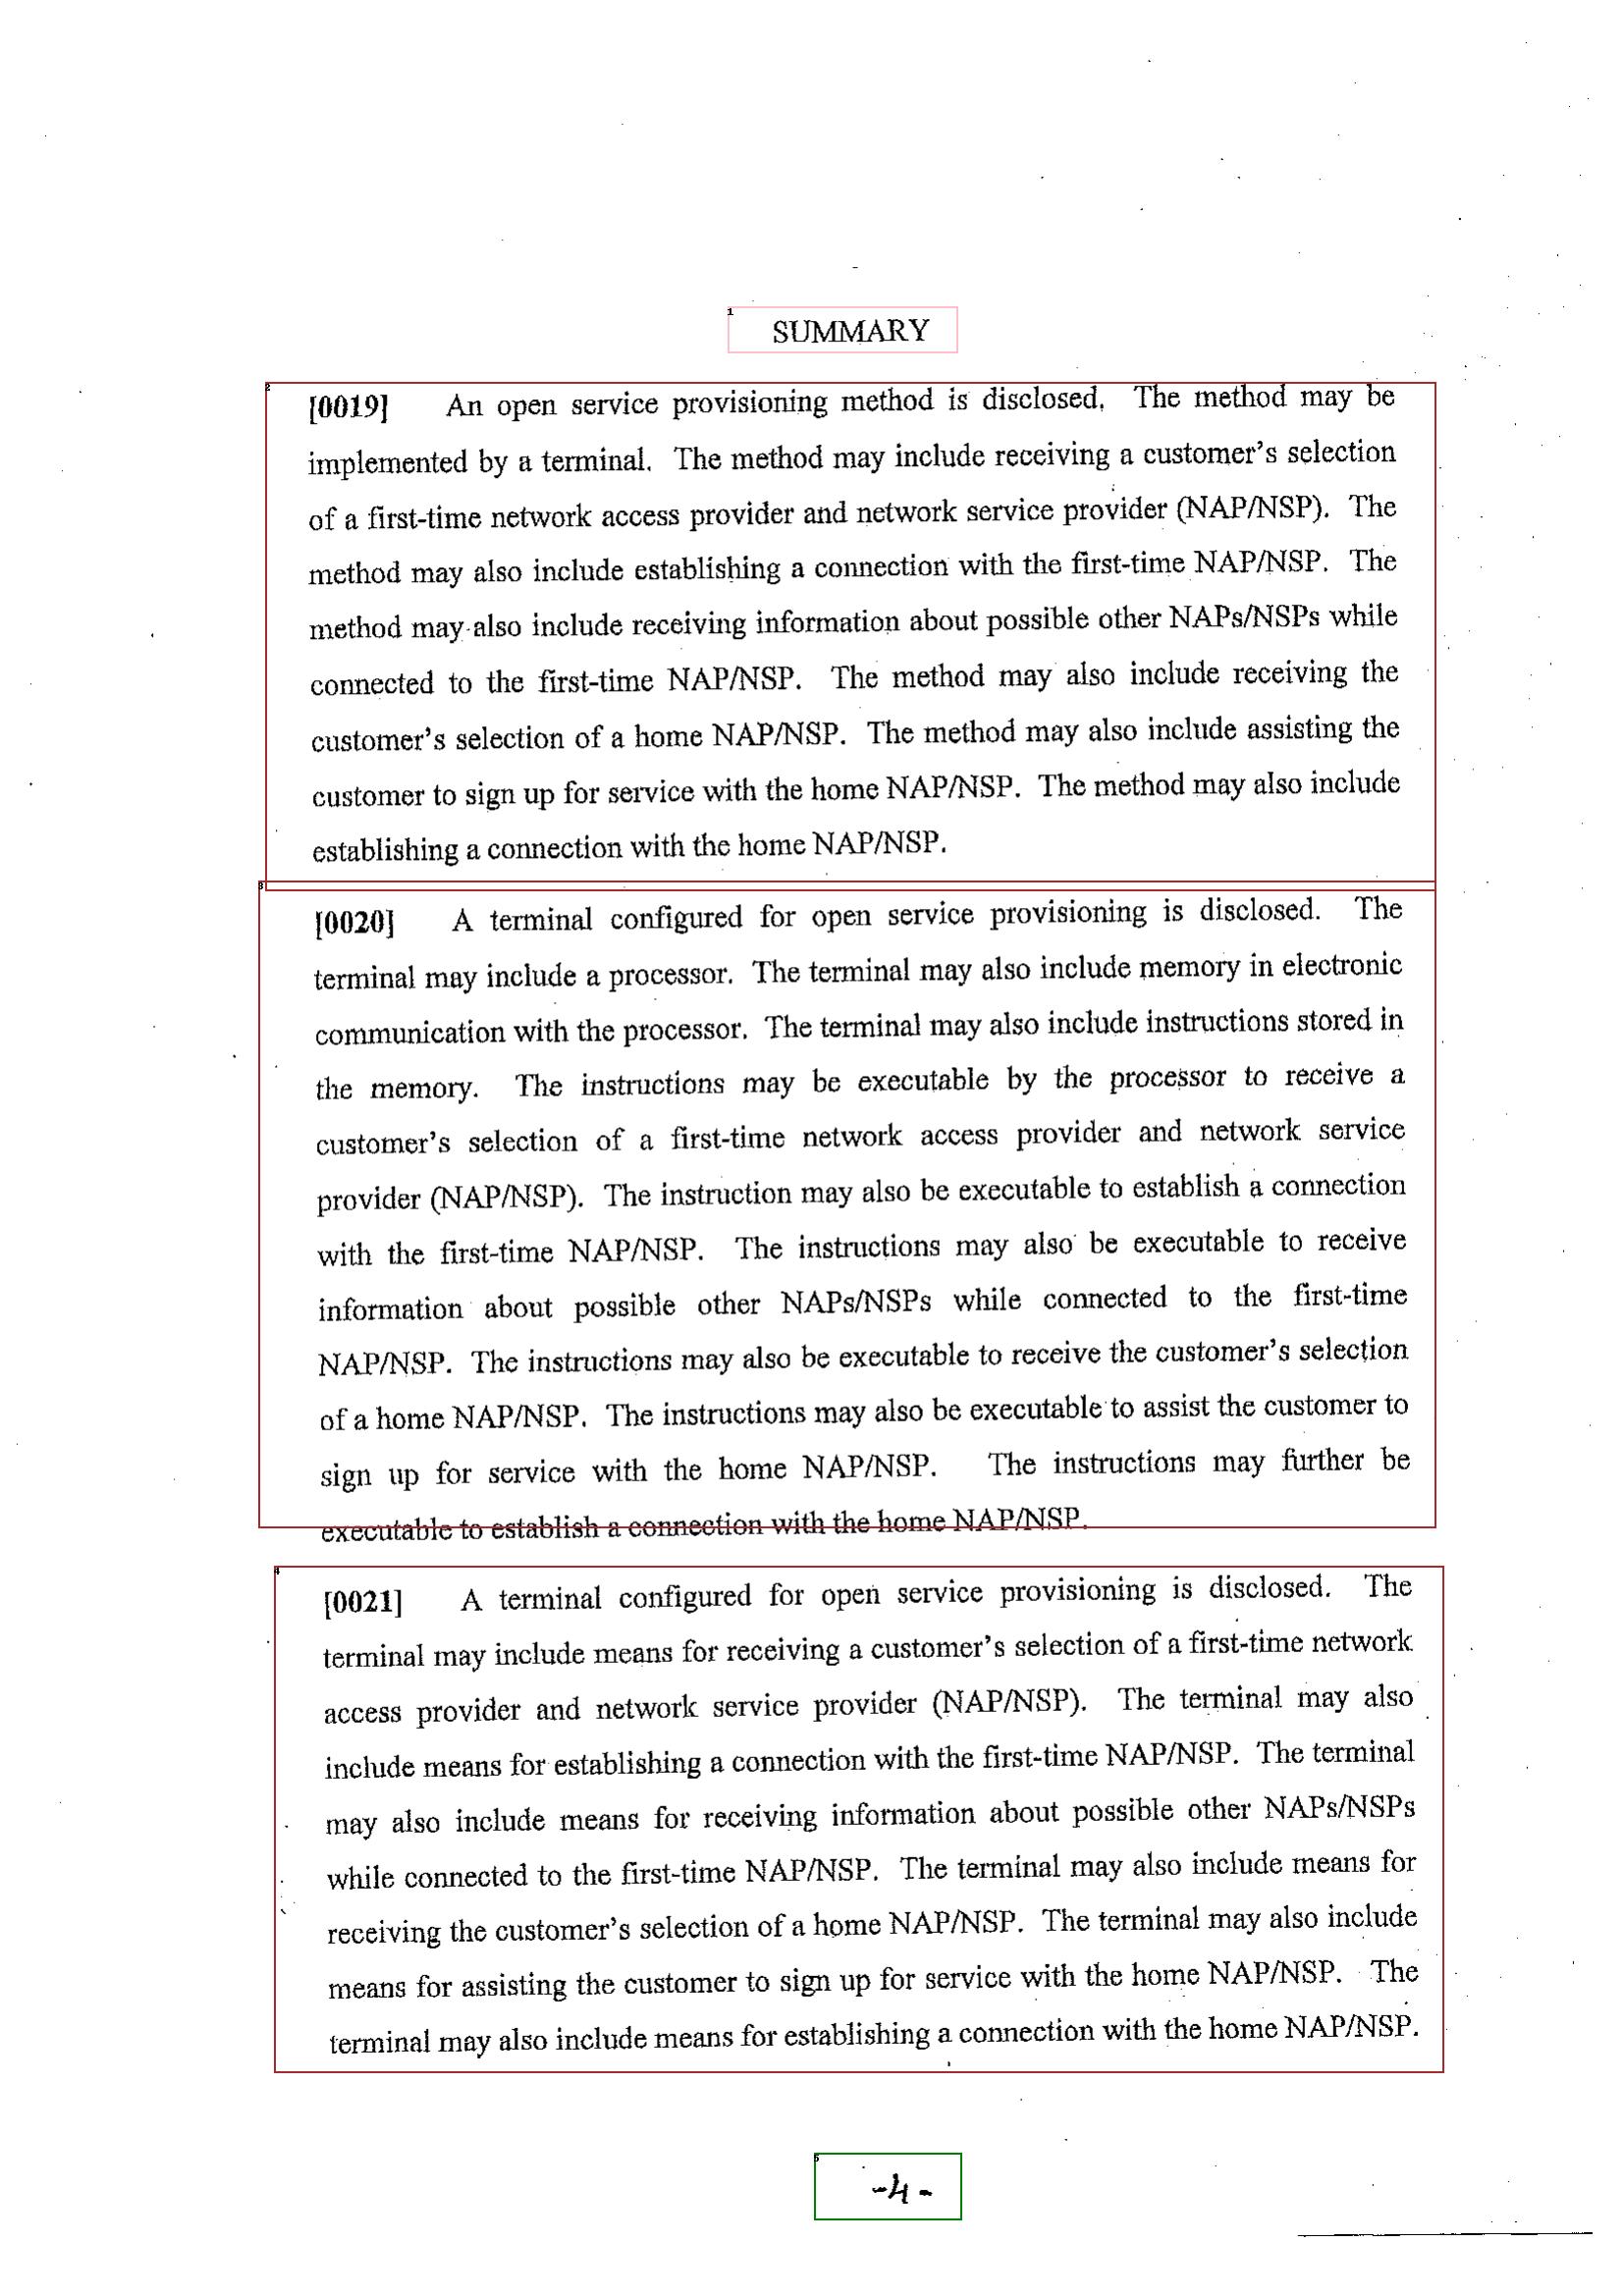 SUMMARY
[0019] An open service provisioning method is disclosed. The method may be
implemented by a terminal. The method may include receiving a customer's selection
of a first-time network access provider and network service provider (NAP/NSP). The
method may also include establishing a connection with the first-time NAP/NSP. The
method may also include receiving information about possible other NAPs/NSPs while
connected to the first-time NAP/NSP. The method may also include receiving the
customer's selection of a home NAP/NSP. The method may also include assisting the
customer to sign up for service with the home NAP/NSP. The method may also include
establishing a connection with the home NAP/NSP.
[0020] A terminal configured for open service provisioning is disclosed. The
terminal may include a processor. The terminal may also include memory in electronic
communication with the processor. The terminal may also include instructions stored in
the memory. The instructions may be executable by the processor to receive a
customer's selection of a first-time network access provider and network service
provider (NAP/NSP). The instruction may also be executable to establish a connection
with the first-time NAP/NSP. The instructions may also be executable to receive
information about possible other NAPs/NSPs while connected to the first-time
NAP/NSP. The instructions may also be executable to receive the customer's selection
of a home NAP/NSP. The instructions may also be executable to assist the customer to
sign up for service with the home NAP/NSP. The instructions may further be
executable to establish a connection with the home NAP/NSP.
[0021] A terminal configured for open service provisioning is disclosed. The
terminal may include means for receiving a customer's selection of a first-time network
access provider and network service provider (NAP/NSP). The terminal may also
include means for establishing a connection with the first-time NAP/NSP. The terminal
may also include means for receiving information about possible other NAPs/NSPs
while connected to the first-time NAP/NSP. The terminal may also include means for
receiving the customer's selection of a home NAP/NSP. The terminal may also include
means for assisting the customer to sign up for service with the home NAP/NSP. The
terminal may also include means for establishing a connection with the home NAP/NSP.
-4-